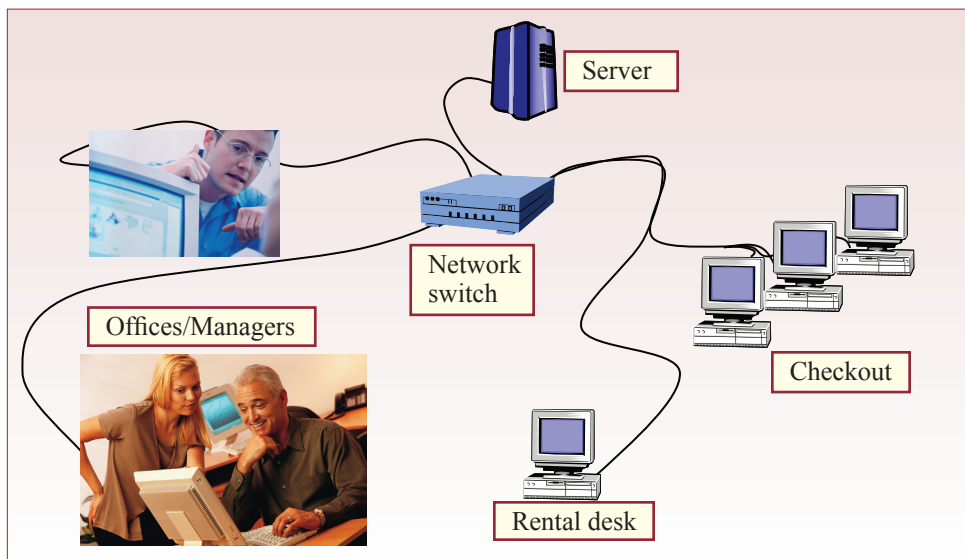 Server
Network
switch
Offices/Managers
Checkout
Rental desk